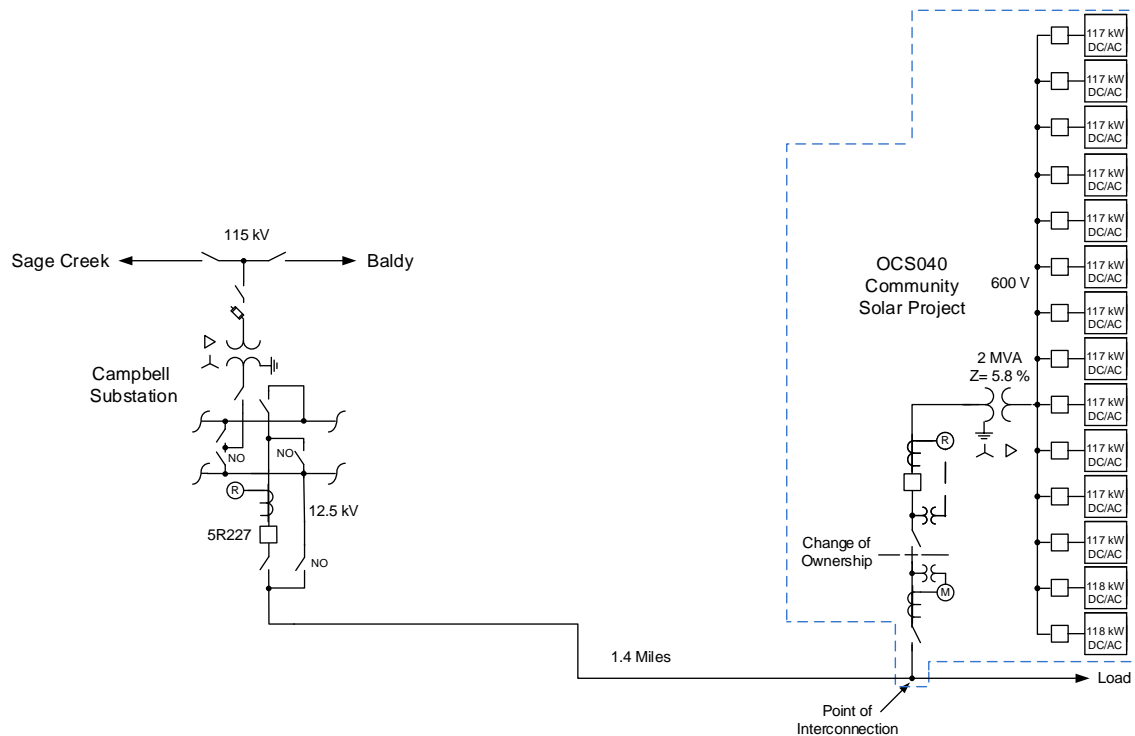 115 kV
Sage Creek
Baldy
Campbell
Substation
NO
NO
R
12.5 kV
5R227
NO
1.4 Miles
OCS040
Community
Solar Project
600 V
2 MVA
Z= 5.8 %
R
Change of
Ownership
M
Point of
Interconnection
Load
117 kW
DC/AC
117 kW
DC/AC
117 kW
DC/AC
117 kW
DC/AC
117 kW
DC/AC
117 kW
DC/AC
117 kW
DC/AC
117 kW
DC/AC
117 kW
DC/AC
117 kW
DC/AC
117 kW
DC/AC
117 kW
DC/AC
118 kW
DC/AC
118 kW
DC/AC